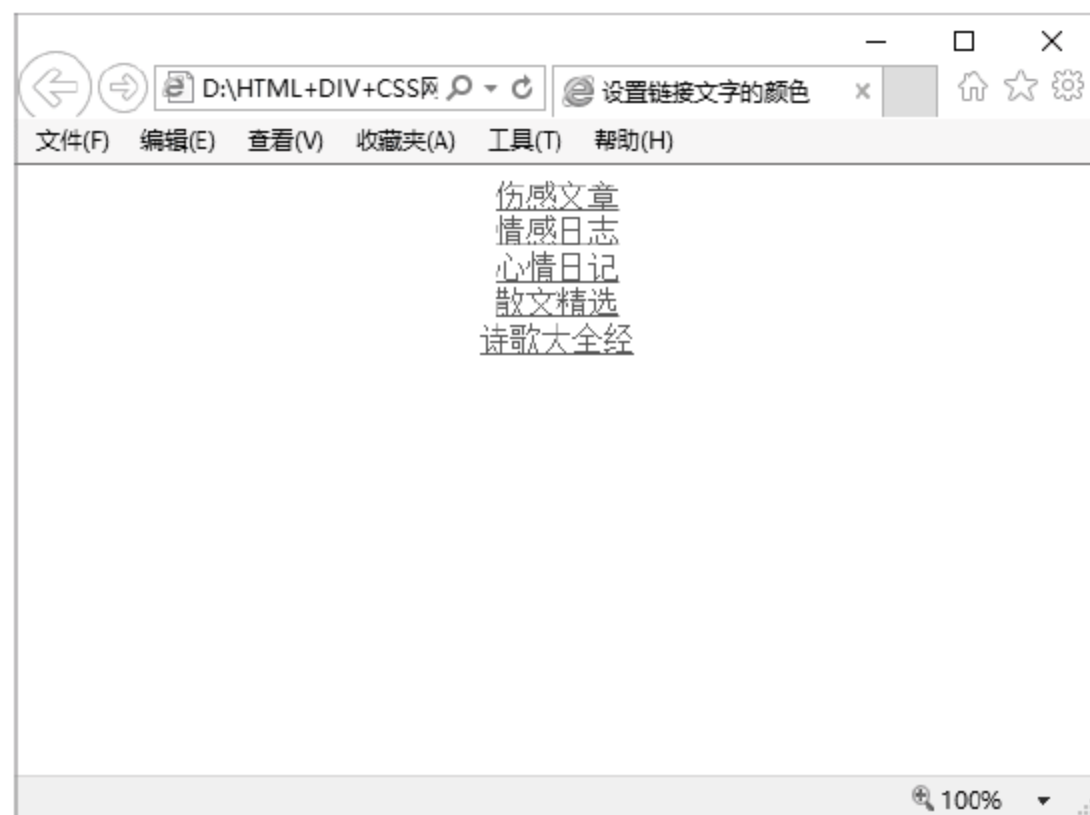 D:\HTML+DIV+CSS网 设置链接文字的颜色
文件(F) 编辑(E) 查看(V) 收藏夹(A) 工具(T) 帮助(H)
伤感文章
情感日志
心情日记
散文精选
诗歌大全经
100%